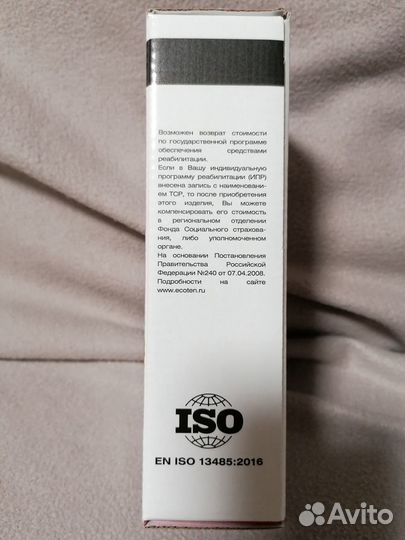 Возможен возврат стоимости
по государственной программе
обеспечения средствами
реабилитации.
Если в Вашу индивидуальную
программу реабилитации (ИПР)
внесена запись с наименовани-
ем ТСР, то после приобретения
этого изделия, Вы можете
компенсировать его стоимость
в региональном отделении
Фонда Социального страхова-
ния, либо уполномоченном
органе.
На основании Постановления
Правительства Российской
Федерации №240 от 07.04.2008.
Подробности на сайте
www.ecoten.ru
ISO
EN ISO 13485:2016
Avito